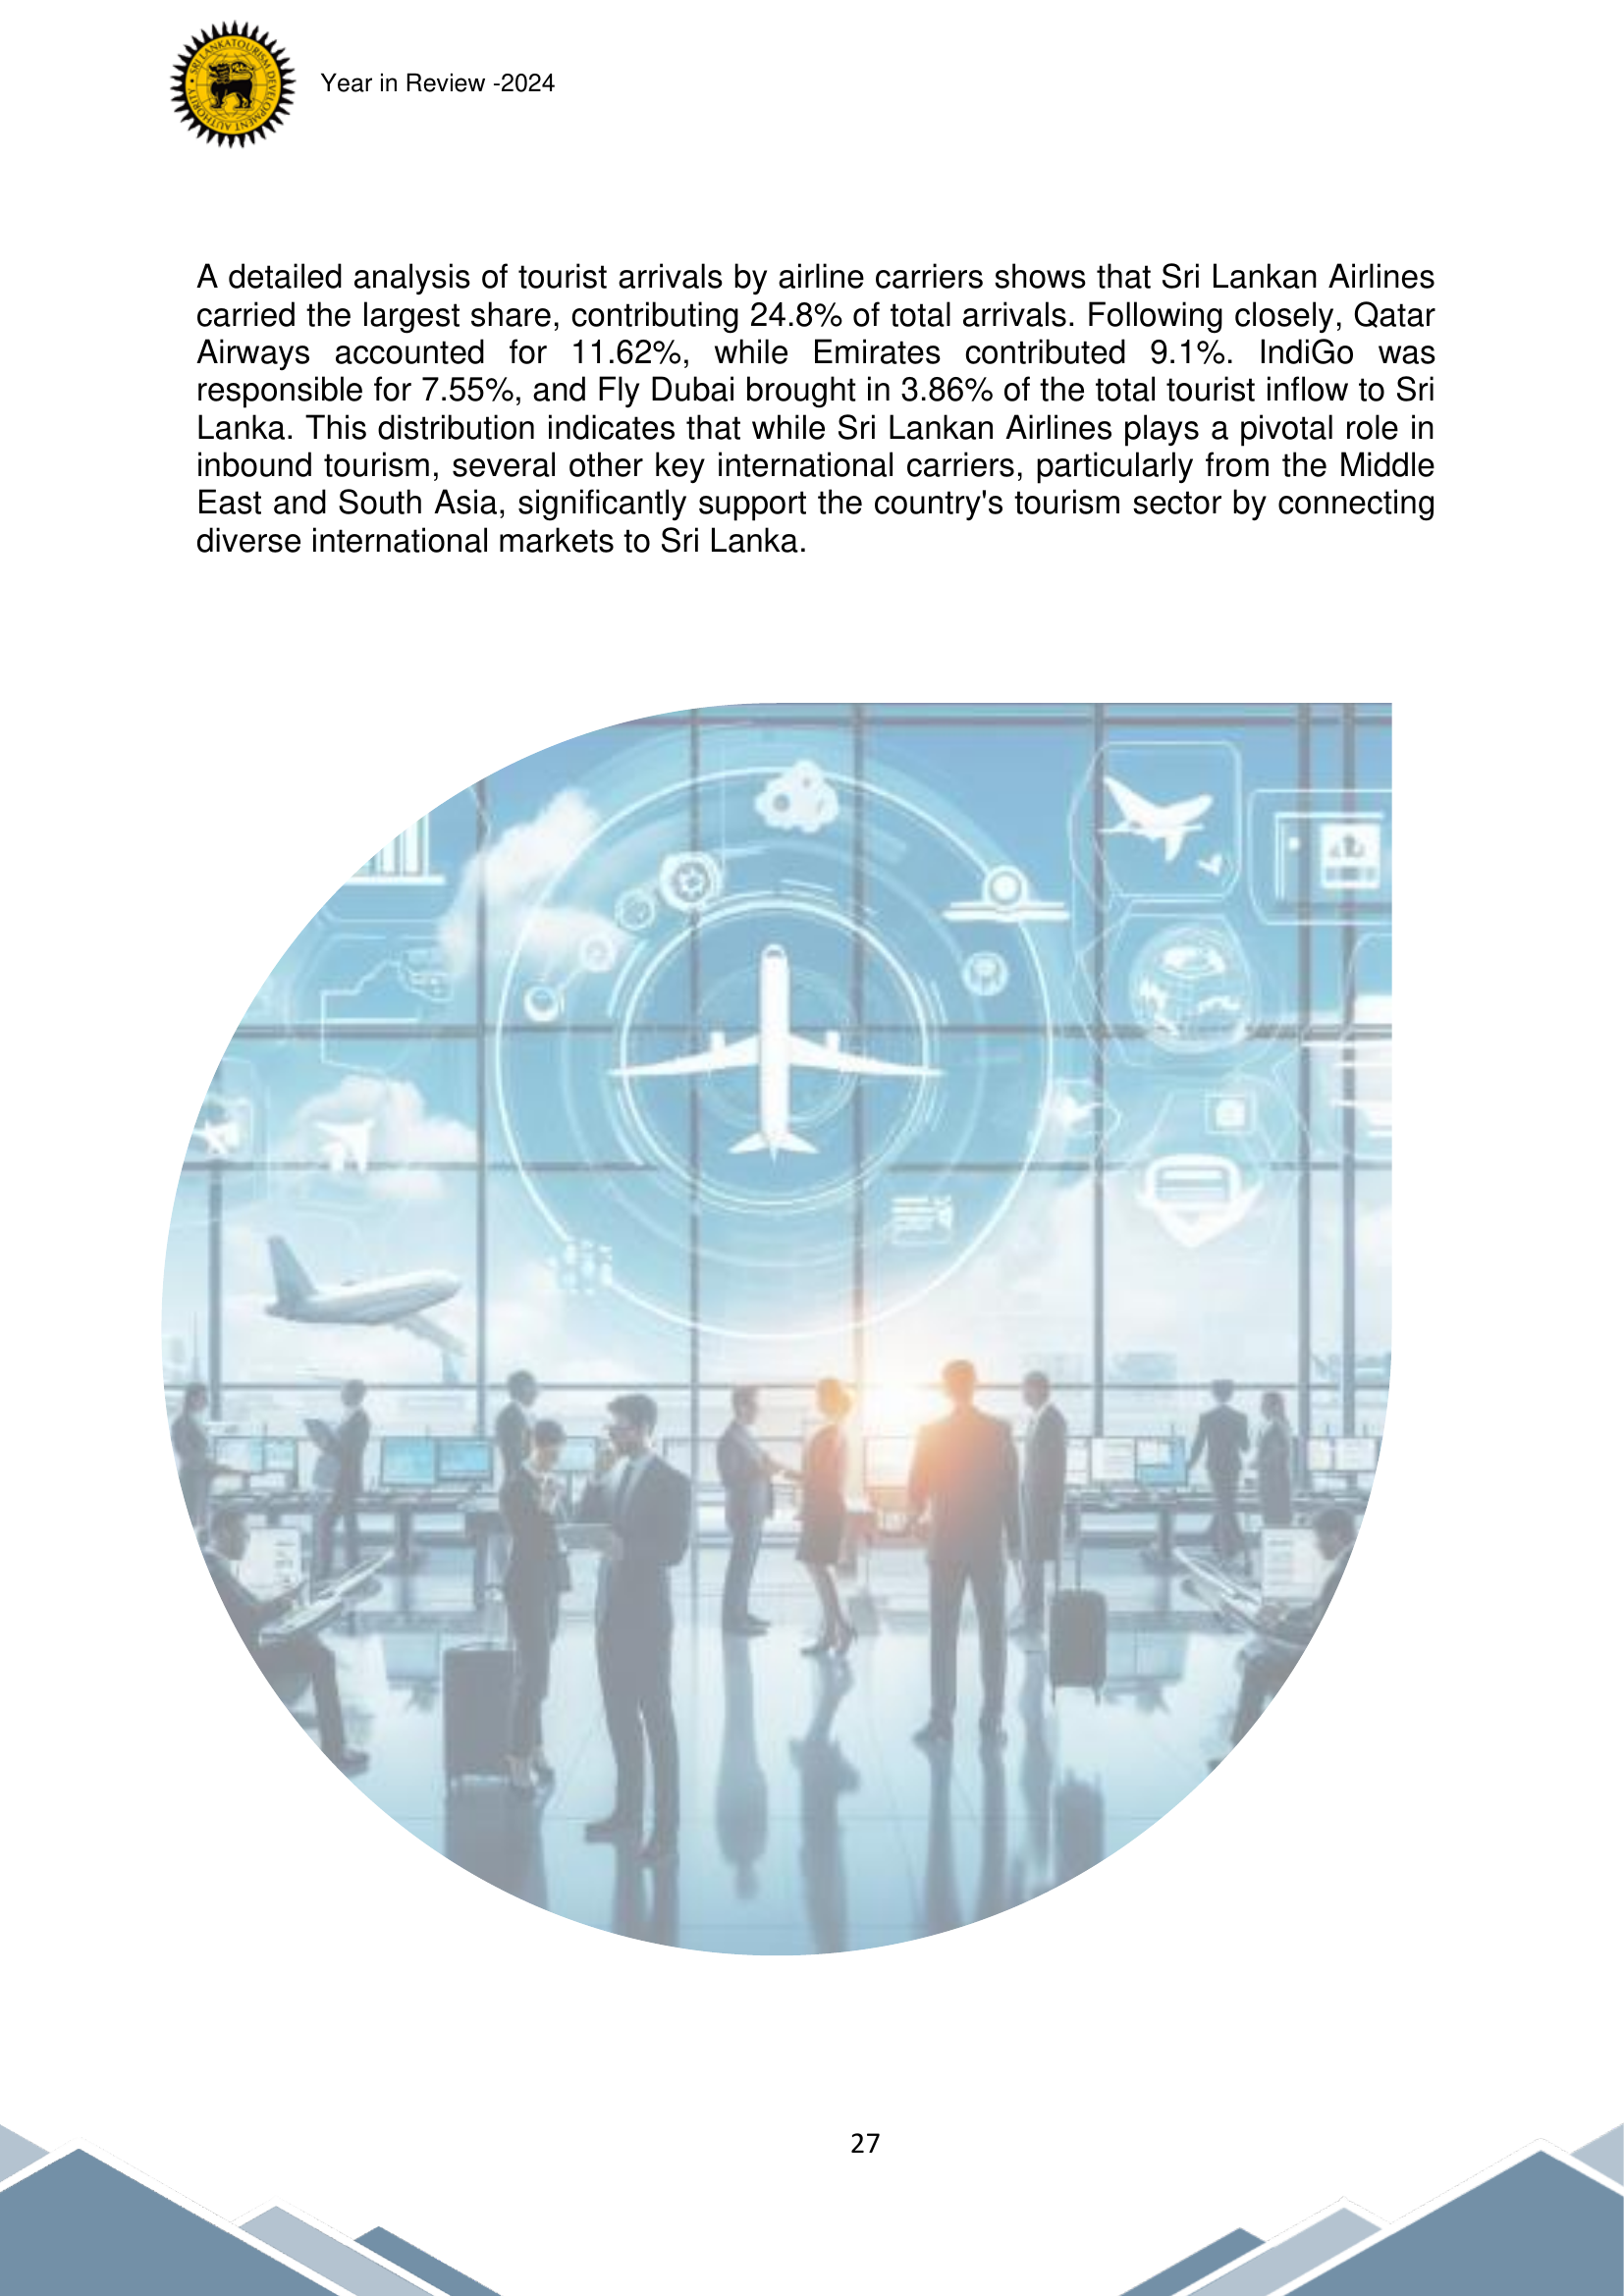 SRI LANKA TOURISM DEVELOPMENT AUTHORITY
Year in Review -2024
A detailed analysis of tourist arrivals by airline carriers shows that Sri Lankan Airlines
carried the largest share, contributing 24.8% of total arrivals. Following closely, Qatar
Airways accounted for 11.62%, while Emirates contributed 9.1%. IndiGo was
responsible for 7.55%, and Fly Dubai brought in 3.86% of the total tourist inflow to Sri
Lanka. This distribution indicates that while Sri Lankan Airlines plays a pivotal role in
inbound tourism, several other key international carriers, particularly from the Middle
East and South Asia, significantly support the country's tourism sector by connecting
diverse international markets to Sri Lanka.
27